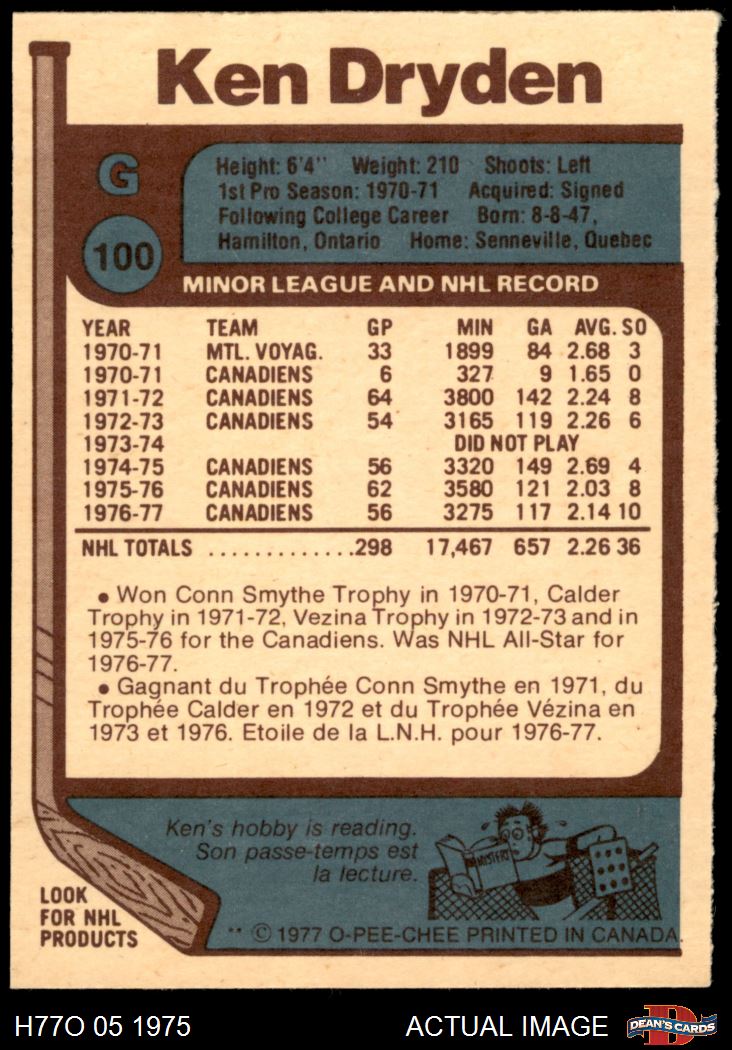 Ken Dryden
G
100
Height: 6'4'' Weight: 210 Shoots: Left
1st Pro Season: 1970-71 Acquired: Signed
Following College Career Born: 8-8-47,
Hamilton, Ontario Home: Senneville, Quebec
MINOR LEAGUE AND NHL RECORD
YEAR TEAM GP MIN GA AVG. SO
1970-71 MTL. VOYAG. 33 1899 84 2.68 3
1970-71 CANADIENS 6 327 9 1.65 0
1971-72 CANADIENS 64 3800 142 2.24 8
1972-73 CANADIENS 54 3165 119 2.26 6
1973-74 DID NOT PLAY
1974-75 CANADIENS 56 3320 149 2.69 4
1975-76 CANADIENS 62 3580 121 2.03 8
1976-77 CANADIENS 56 3275 117 2.14 10
NHL TOTALS .............298 17,467 657 2.26 36
• Won Conn Smythe Trophy in 1970-71, Calder
Trophy in 1971-72, Vezina Trophy in 1972-73 and in
1975-76 for the Canadiens. Was NHL All-Star for
1976-77.
• Gagnant du Trophée Conn Smythe en 1971, du
Trophée Calder en 1972 et du Trophée Vézina en
1973 et 1976. Etoile de la L.N.H. pour 1976-77.
Ken's hobby is reading.
Son passe-temps est
la lecture.
MYSTERY
LOOK
FOR NHL
PRODUCTS
** © 1977 O-PEE-CHEE PRINTED IN CANADA.
H77O 05 1975 ACTUAL IMAGE
D
DEAN'S CARDS